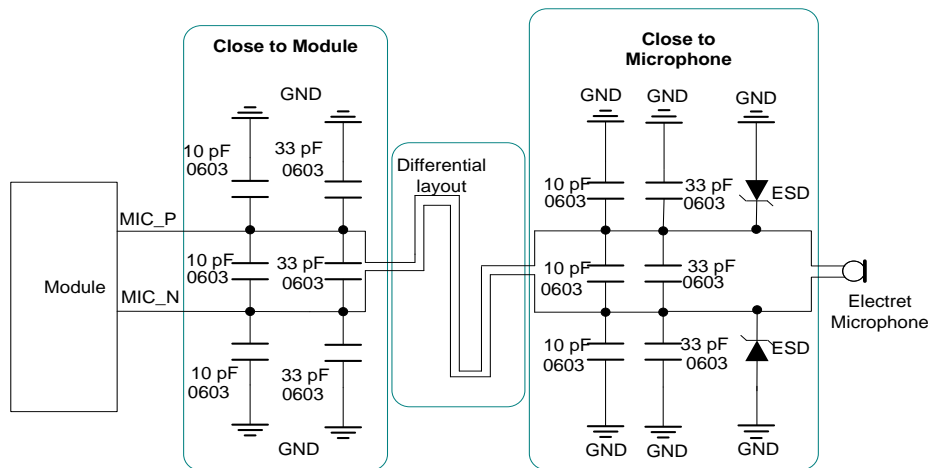 Close to Module
GND
10 pF
0603
33 pF
0603
MIC_P
10 pF
0603
33 pF
0603
Module
MIC_N
10 pF
0603
33 pF
0603
GND
Differential
layout
Close to
Microphone
GND
GND
GND
10 pF
0603
33 pF
0603
ESD
10 pF
0603
33 pF
0603
Electret
Microphone
10 pF
0603
33 pF
0603
ESD
GND
GND
GND